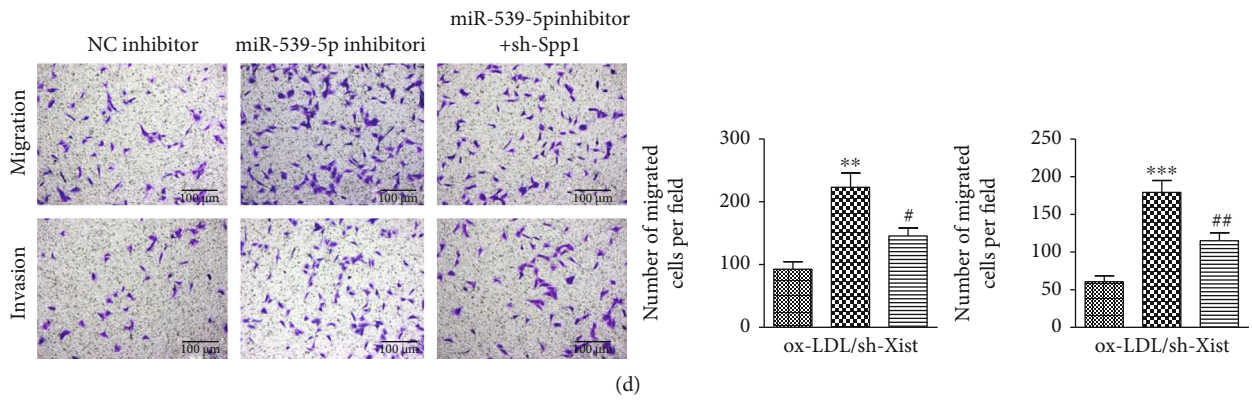 NC inhibitor
miR-539-5p inhibitori
miR-539-5pinhibitor
+sh-Spp1
Migration
100 μm
100 μm
100 μm
Invasion
100 μm
100 μm
100 μm
Number of migrated
cells per field
300
200
100
0
**
#
ox-LDL/sh-Xist
Number of migrated
cells per field
250
200
150
100
50
0
***
##
ox-LDL/sh-Xist
(d)